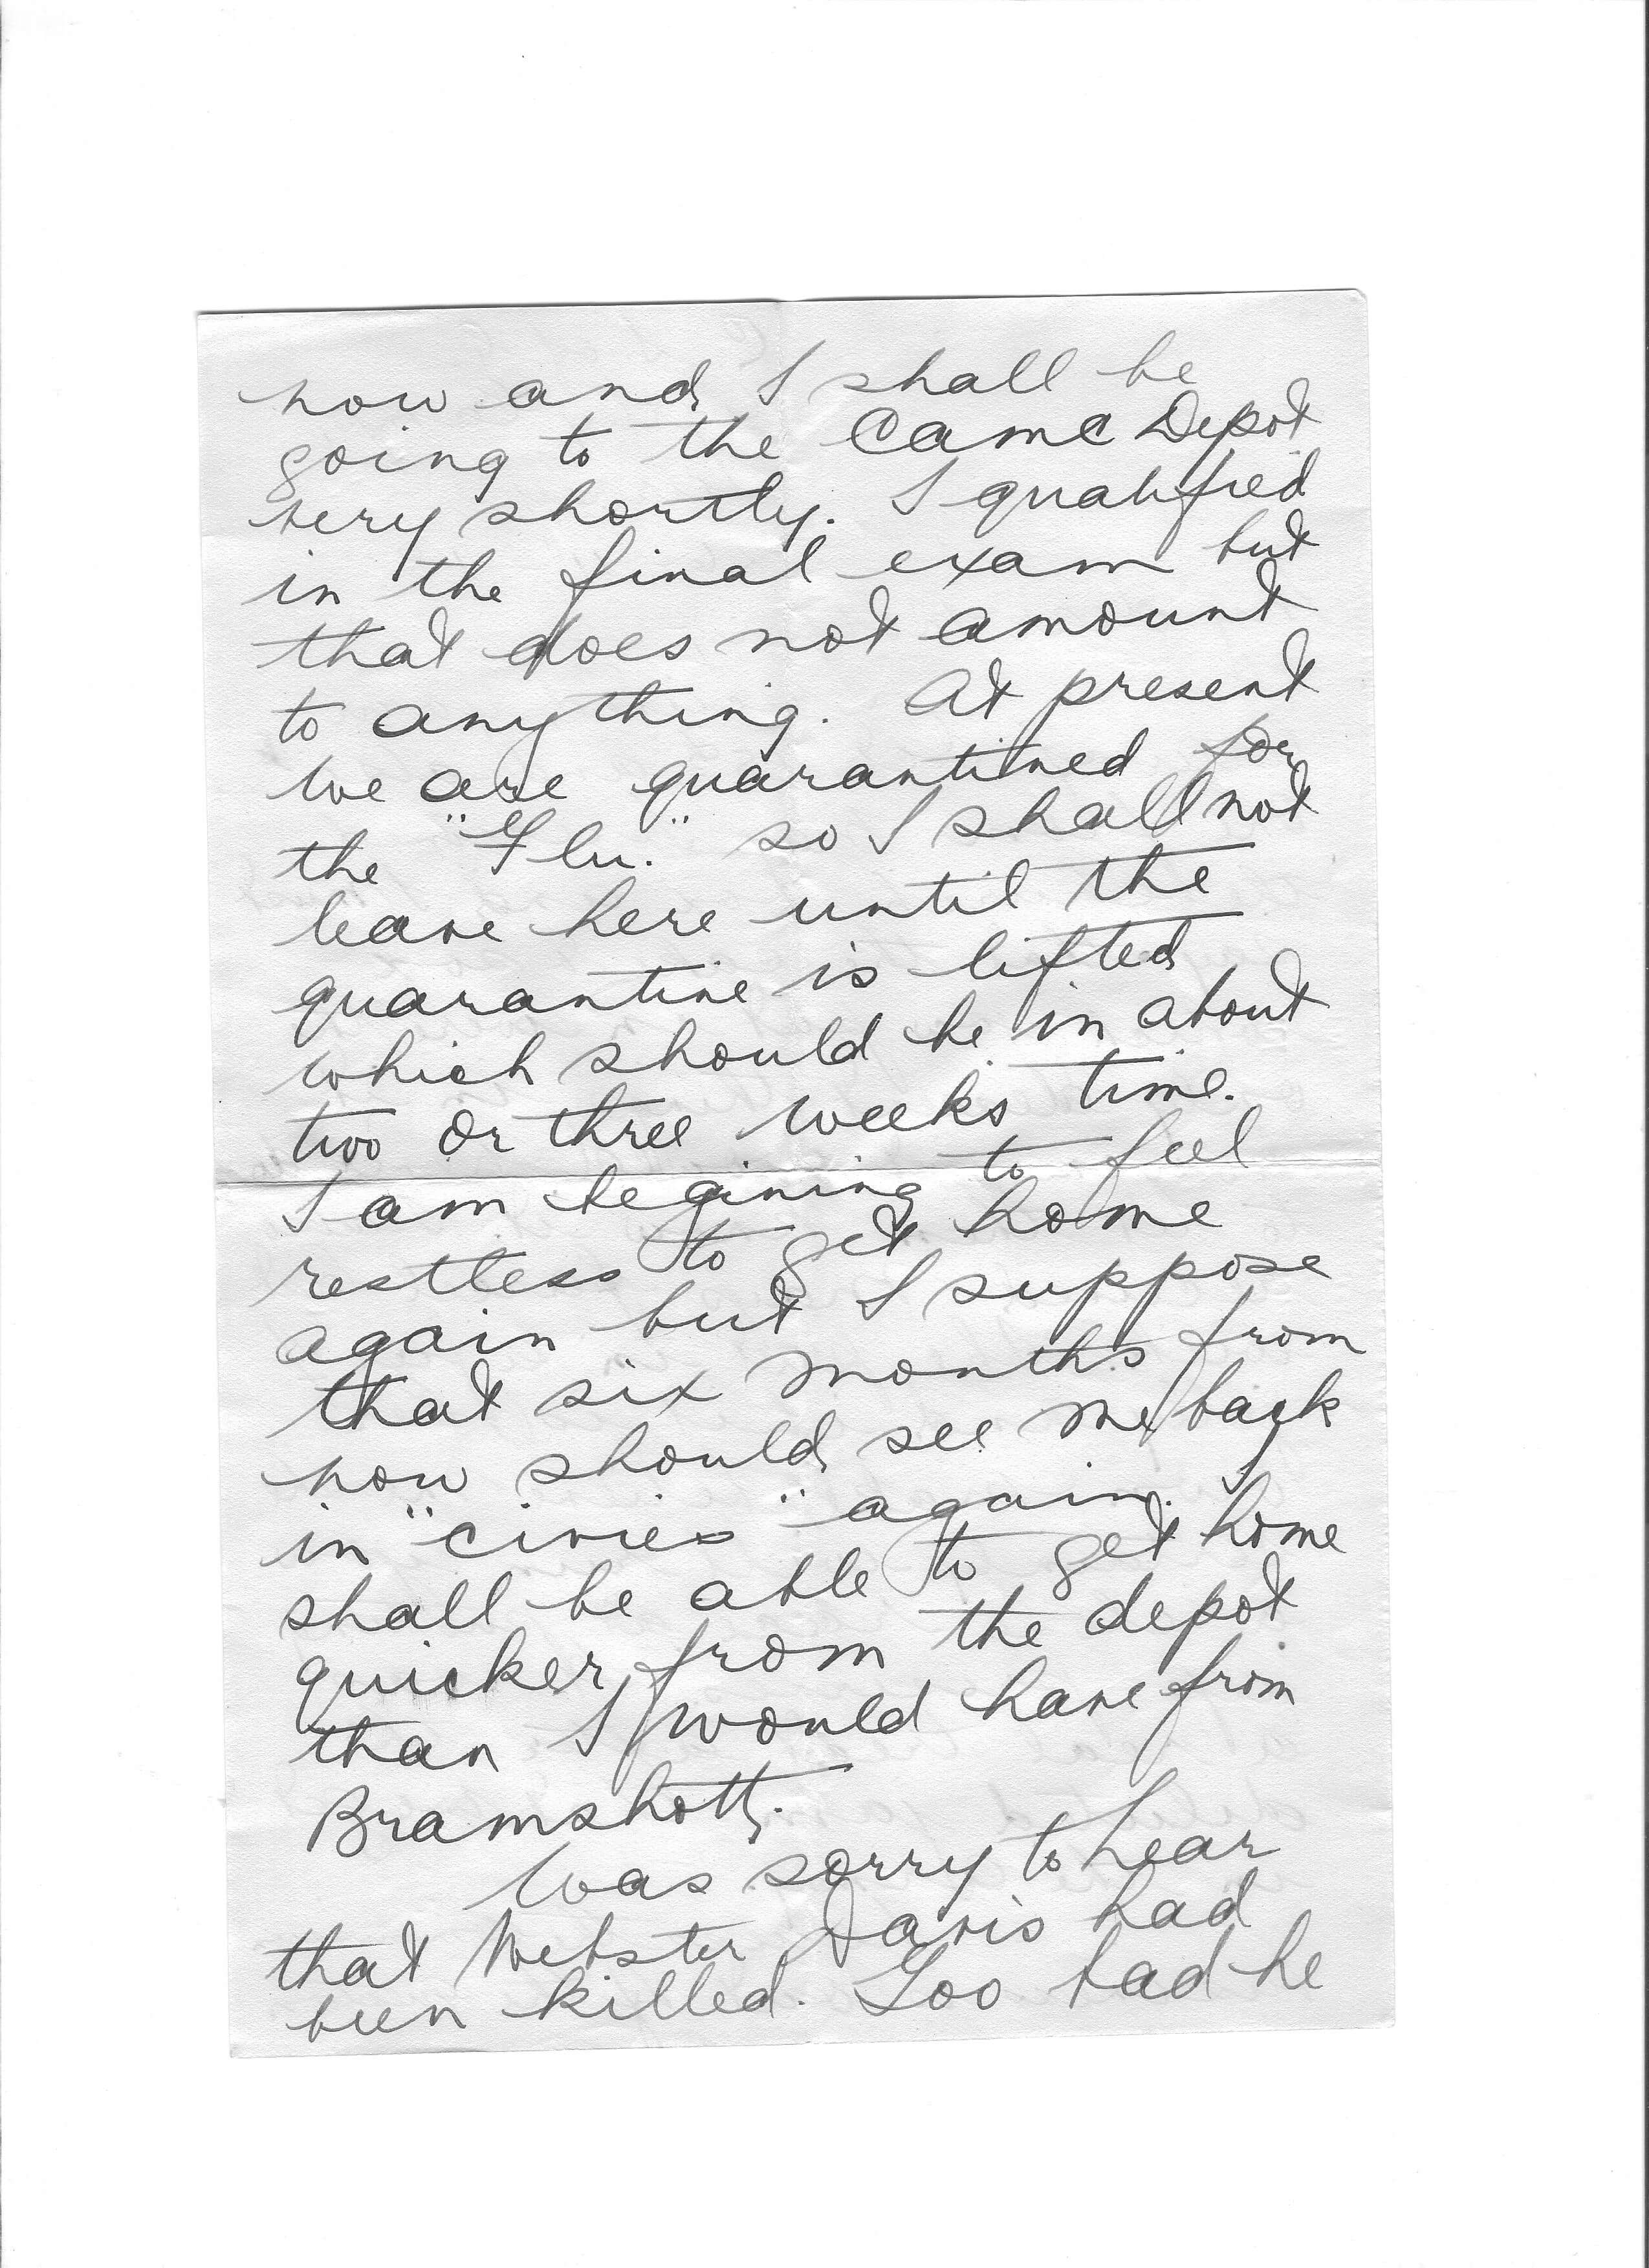 now and I shall be
going to the C a m c Depot
very shortly. I qualified
in the final exam but
that does not amount
to anything. At present
we are quarantined for
the "Flu." so I shall not
leave here until the
quarantine is lifted
which should be in about
two or three weeks time.
I am begining to feel
restless to get home
again but I suppose
that six months from
now should see me back
in "civies" again. I
shall be able to get home
quicker from the depot
than I would have from
Bramshott.
Was sorry to hear
that Webster Davis had
been killed. Too bad he